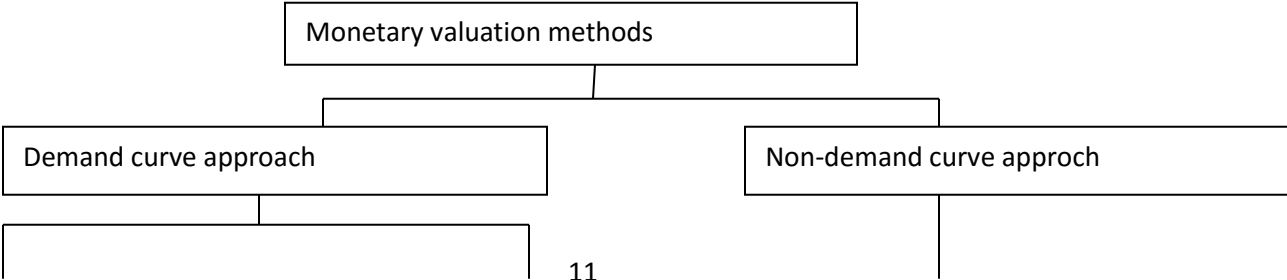 Monetary valuation methods
Demand curve approach
Non-demand curve approch
11